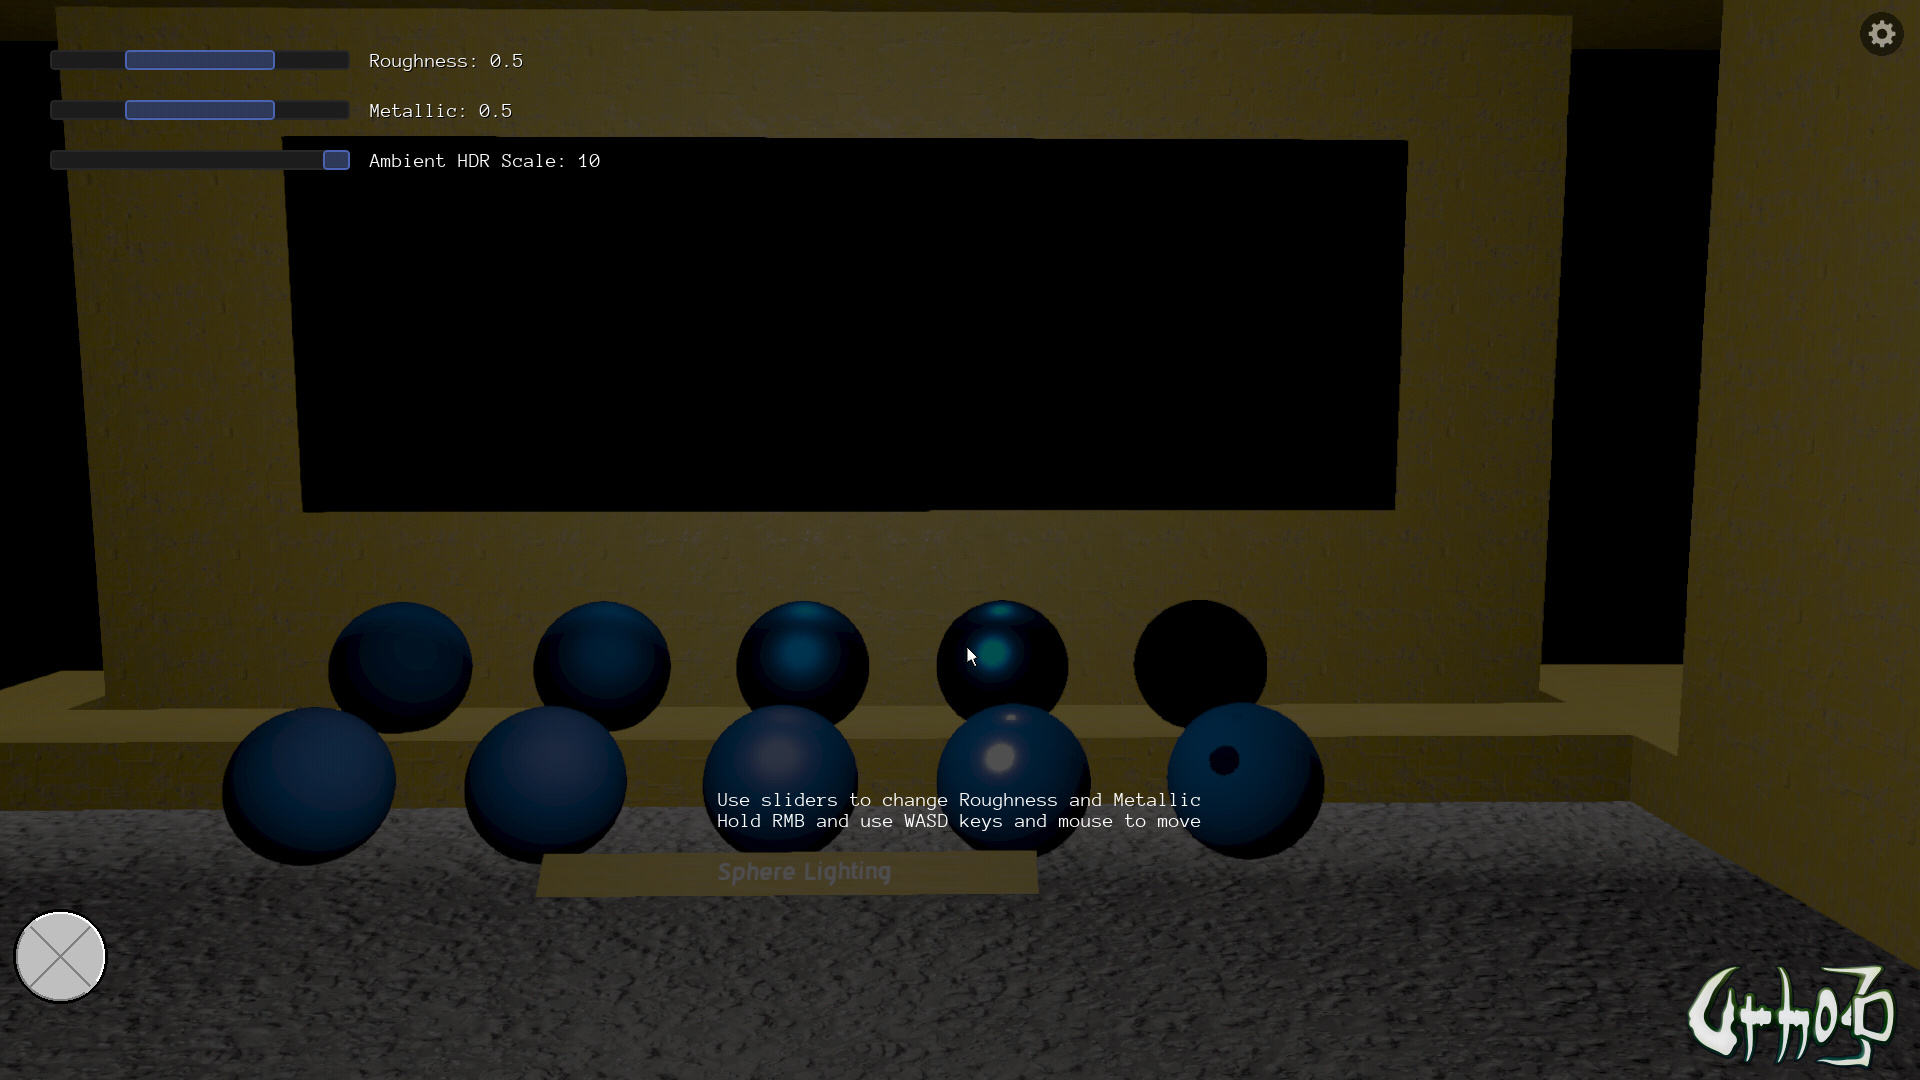 Roughness: 0.5
Metallic: 0.5
Ambient HDR Scale: 10
Use sliders to change Roughness and Metallic
Hold RMB and use WASD keys and mouse to move
Sphere Lighting